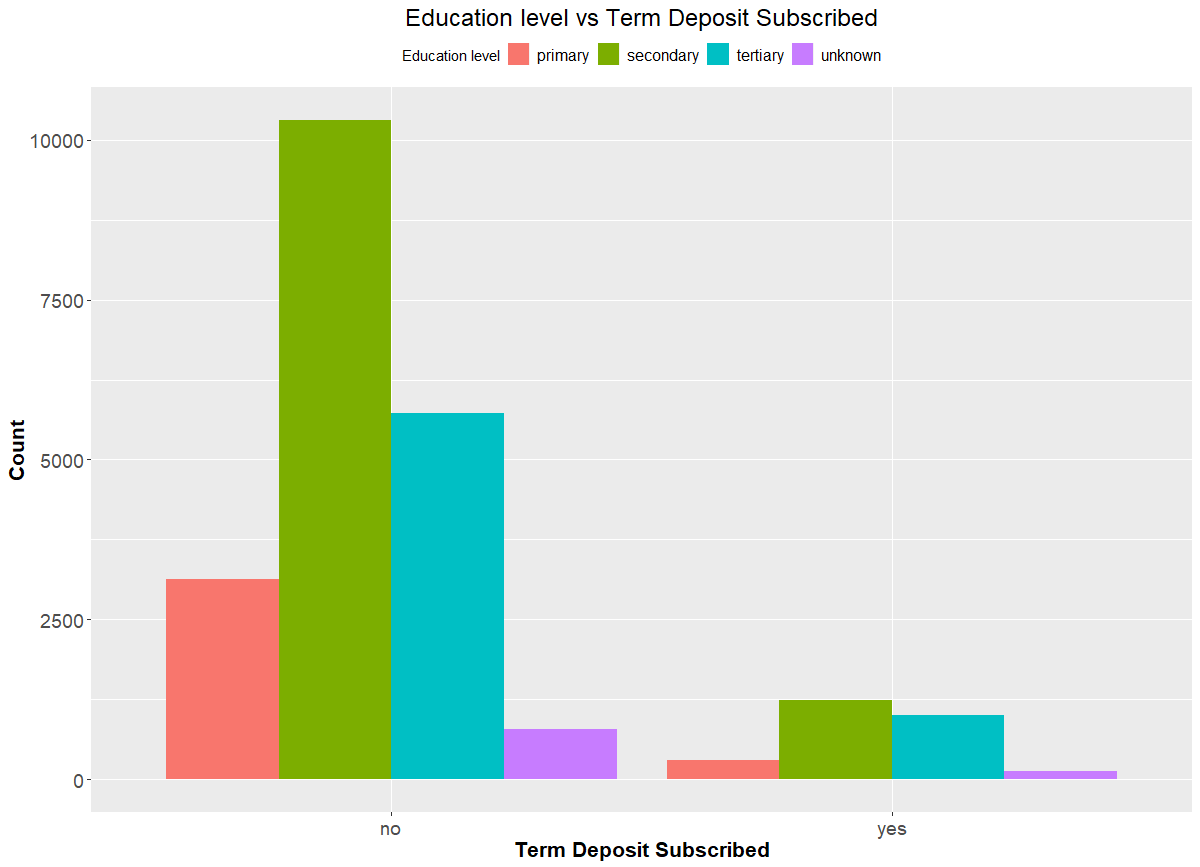 Education level vs Term Deposit Subscribed
Education level primary secondary tertiary unknown
10000
7500
5000
2500
0
Count
no yes
Term Deposit Subscribed